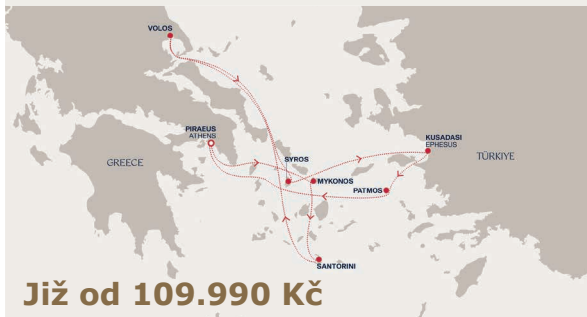 VOLOS
PIRAEUS
ATHENS
GREECE
SYROS
MYKONOS
KUSADASI
EPHESUS
TÜRKIYE
PATMOS
SANTORINI
Již od 109.990 Kč